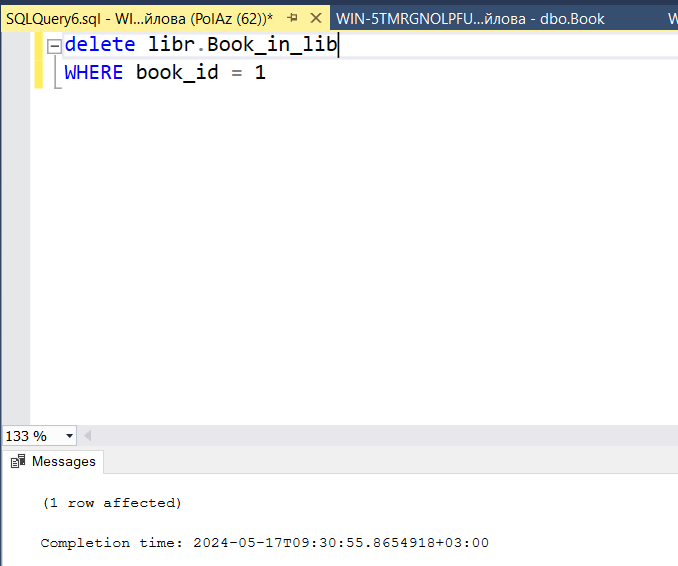 SQLQuery6.sql - WI...йлова (PolAz (62))* WIN-5TMRGNOLPFU...йлова - dbo.Book W
delete libr.Book_in_lib
WHERE book_id = 1
133 %
Messages
(1 row affected)
Completion time: 2024-05-17T09:30:55.8654918+03:00